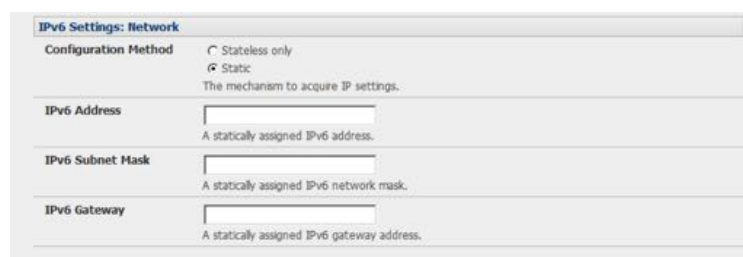 IPv6 Settings: Network
Configuration Method
Stateless only
Static
The mechanism to acquire IP settings.
IPv6 Address
A statically assigned IPv6 address.
IPv6 Subnet Mask
A statically assigned IPv6 network mask.
IPv6 Gateway
A statically assigned IPv6 gateway address.